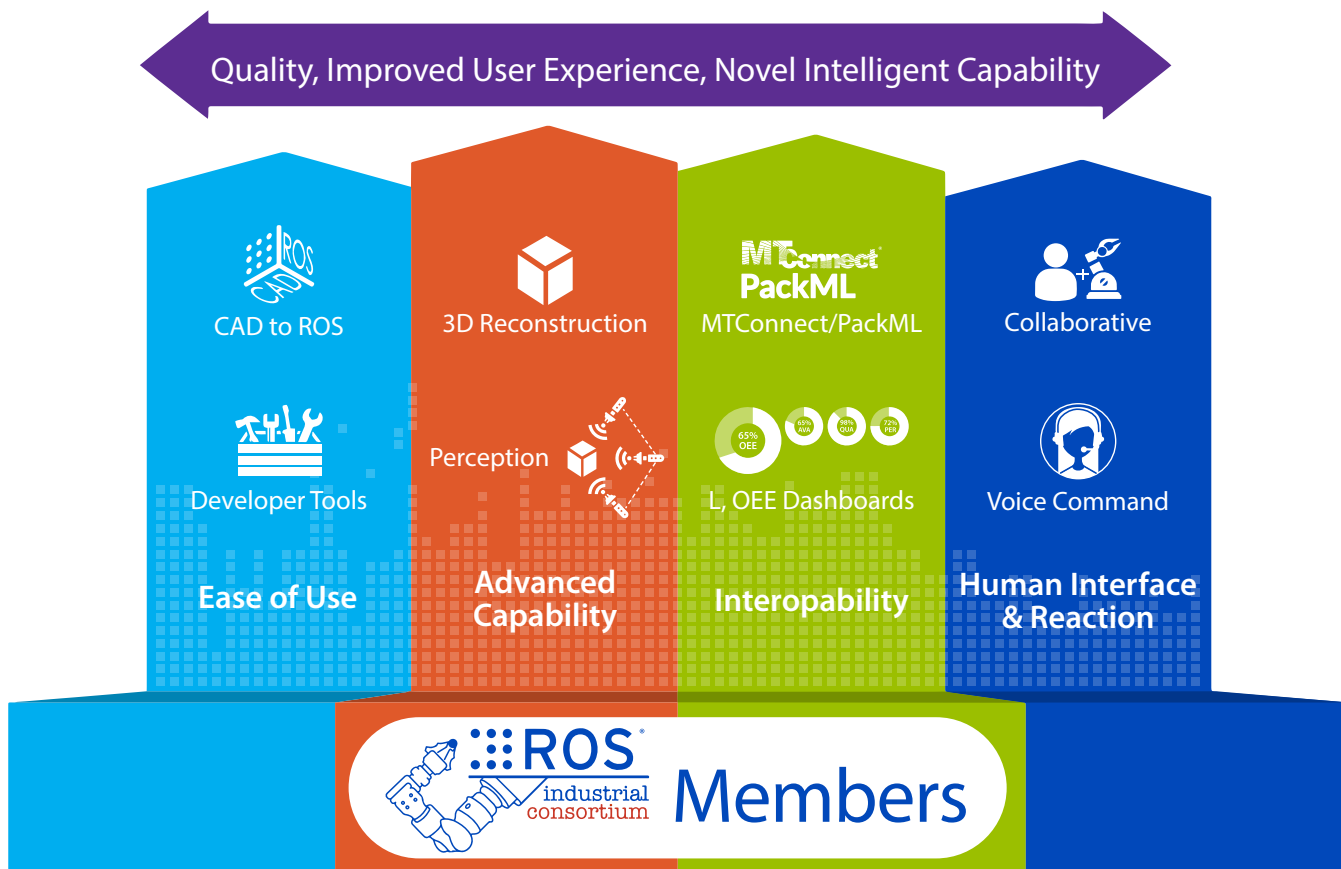 Quality, Improved User Experience, Novel Intelligent Capability
ROS
CAD
CAD to ROS
Developer Tools
Ease of Use
3D Reconstruction
Perception
Advanced
Capability
MTConnect®
PackML
MTConnect/PackML
65%
OEE
65%
AVA
98%
QUA
72%
PER
L, OEE Dashboards
Interopability
+
Collaborative
Voice Command
Human Interface
& Reaction
ROS®
industrial
consortium
Members